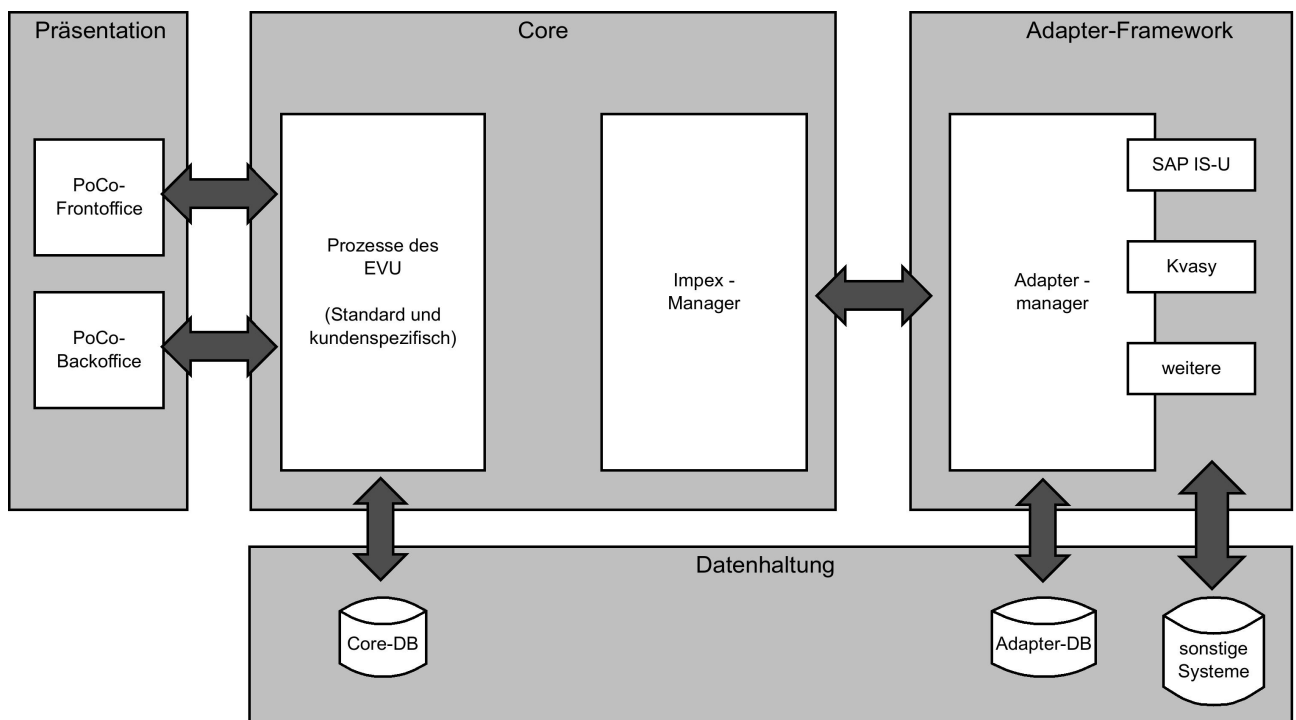 Präsentation
PoCo-
Frontoffice
PoCo-
Backoffice
Core
Prozesse des
EVU
(Standard und
kundenspezifisch)
Impex -
Manager
Adapter-Framework
Adapter -
manager
SAP IS-U
Kvasy
weitere
Datenhaltung
Core-DB
Adapter-DB
sonstige
Systeme